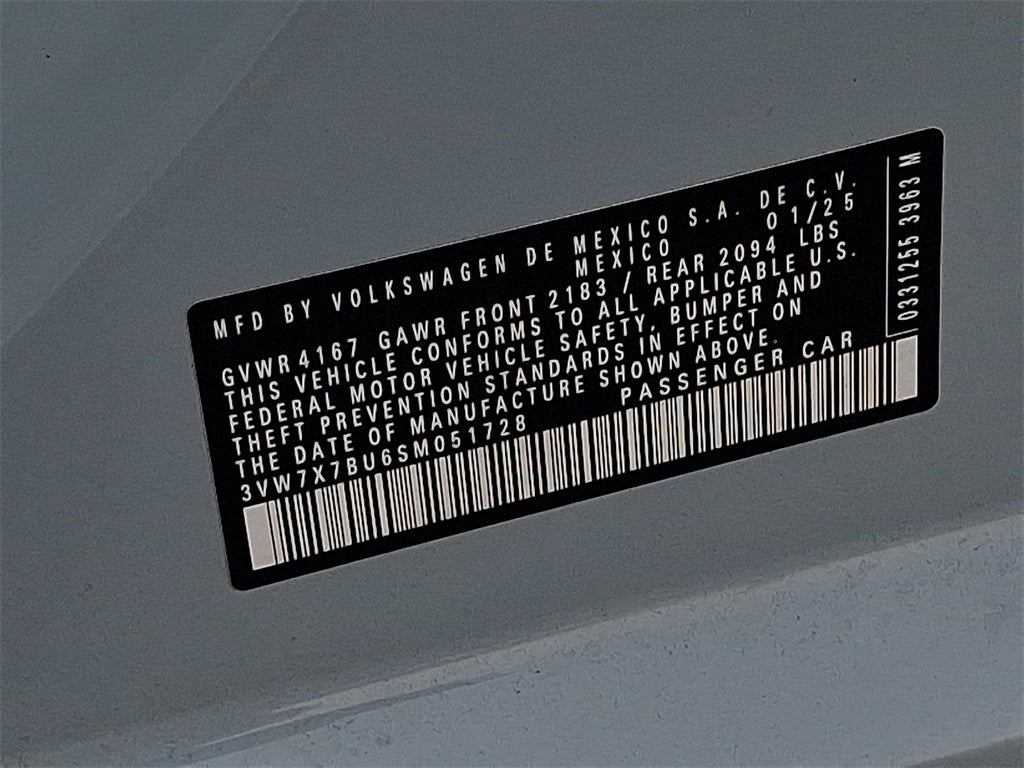 MFD BY VOLKSWAGEN DE MEXICO S.A. DE C.V.
MEXICO 01/25
GVWR 4167 GAWR FRONT 2183 / REAR 2094 LBS
THIS VEHICLE CONFORMS TO ALL APPLICABLE U.S.
FEDERAL MOTOR VEHICLE SAFETY, BUMPER AND
THEFT PREVENTION STANDARDS IN EFFECT ON
THE DATE OF MANUFACTURE SHOWN ABOVE.
3VW7X7BU6SM051728 PASSENGER CAR
0331255 3963 M